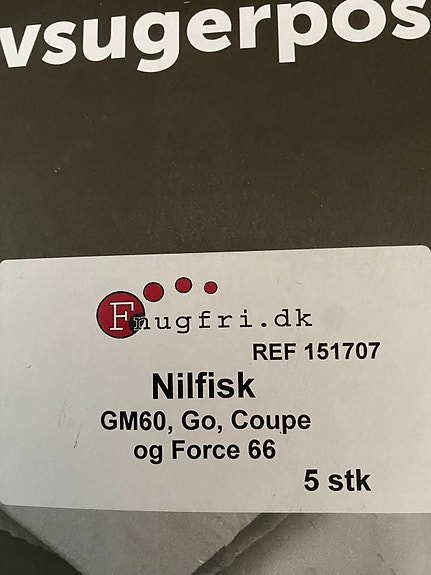 vsugerpos
Fnugfri.dk
REF 151707
Nilfisk
GM60, Go, Coupe
og Force 66
5 stk